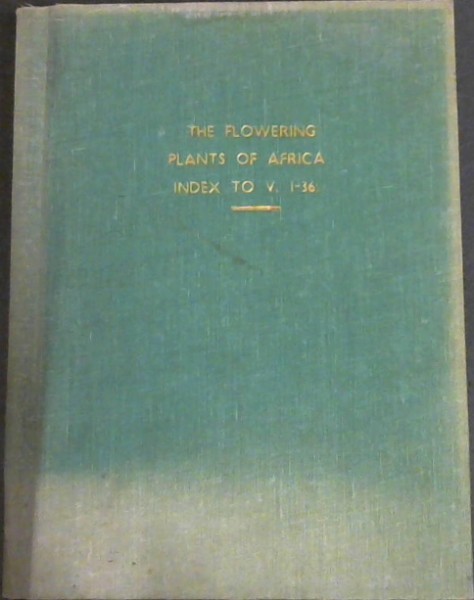 THE FLOWERING
PLANTS OF AFRICA
INDEX TO V. 1-36